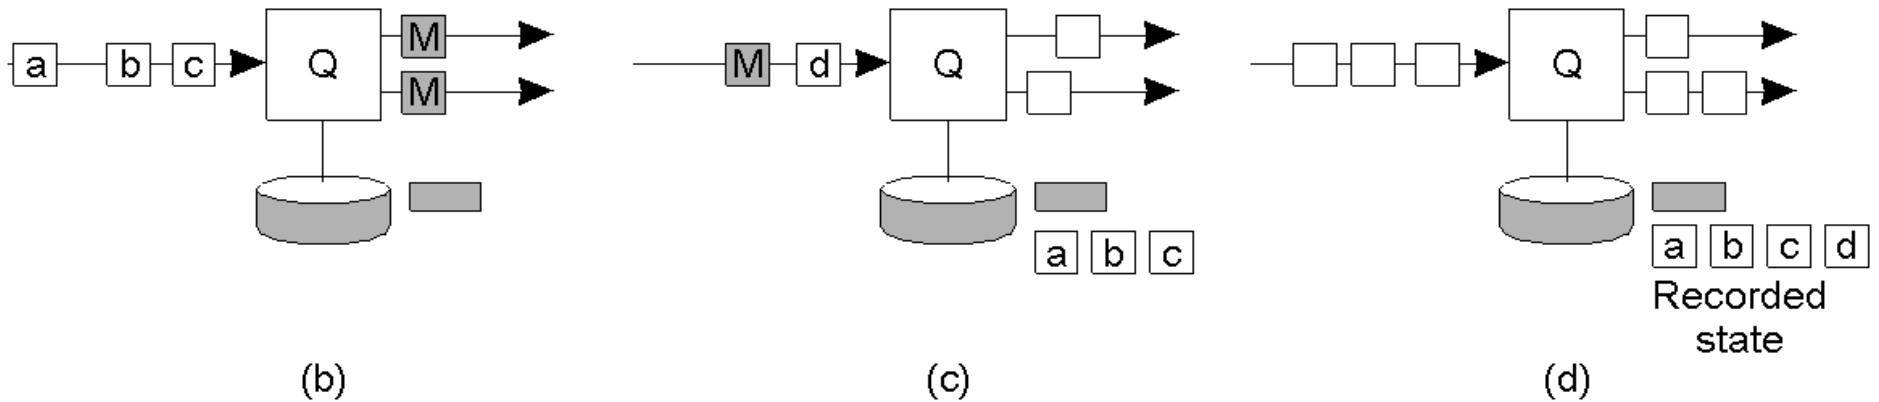 a b c Q M M
M d Q
Q
a b c
a b c d
Recorded
state
(b) (c) (d)